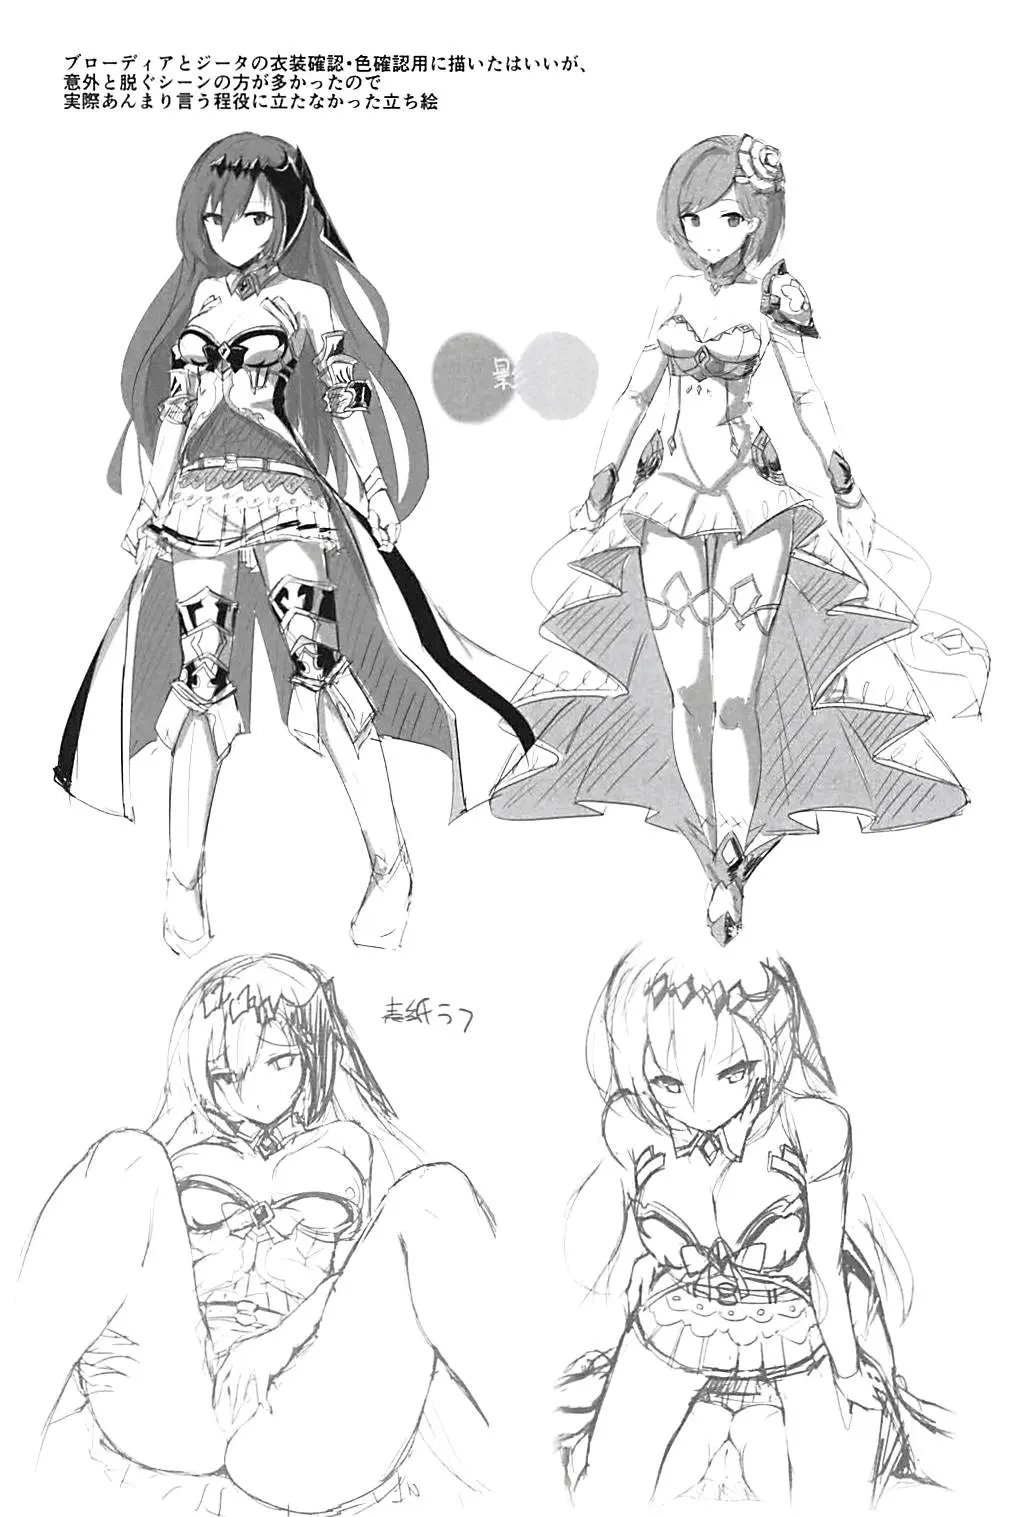 ブローディアとジータの衣装確認・色確認用に描いたはいいが、
意外と脱ぐシーンの方が多かったので
実際あんまり言う程役に立たなかった立ち絵
影
表紙ラフ